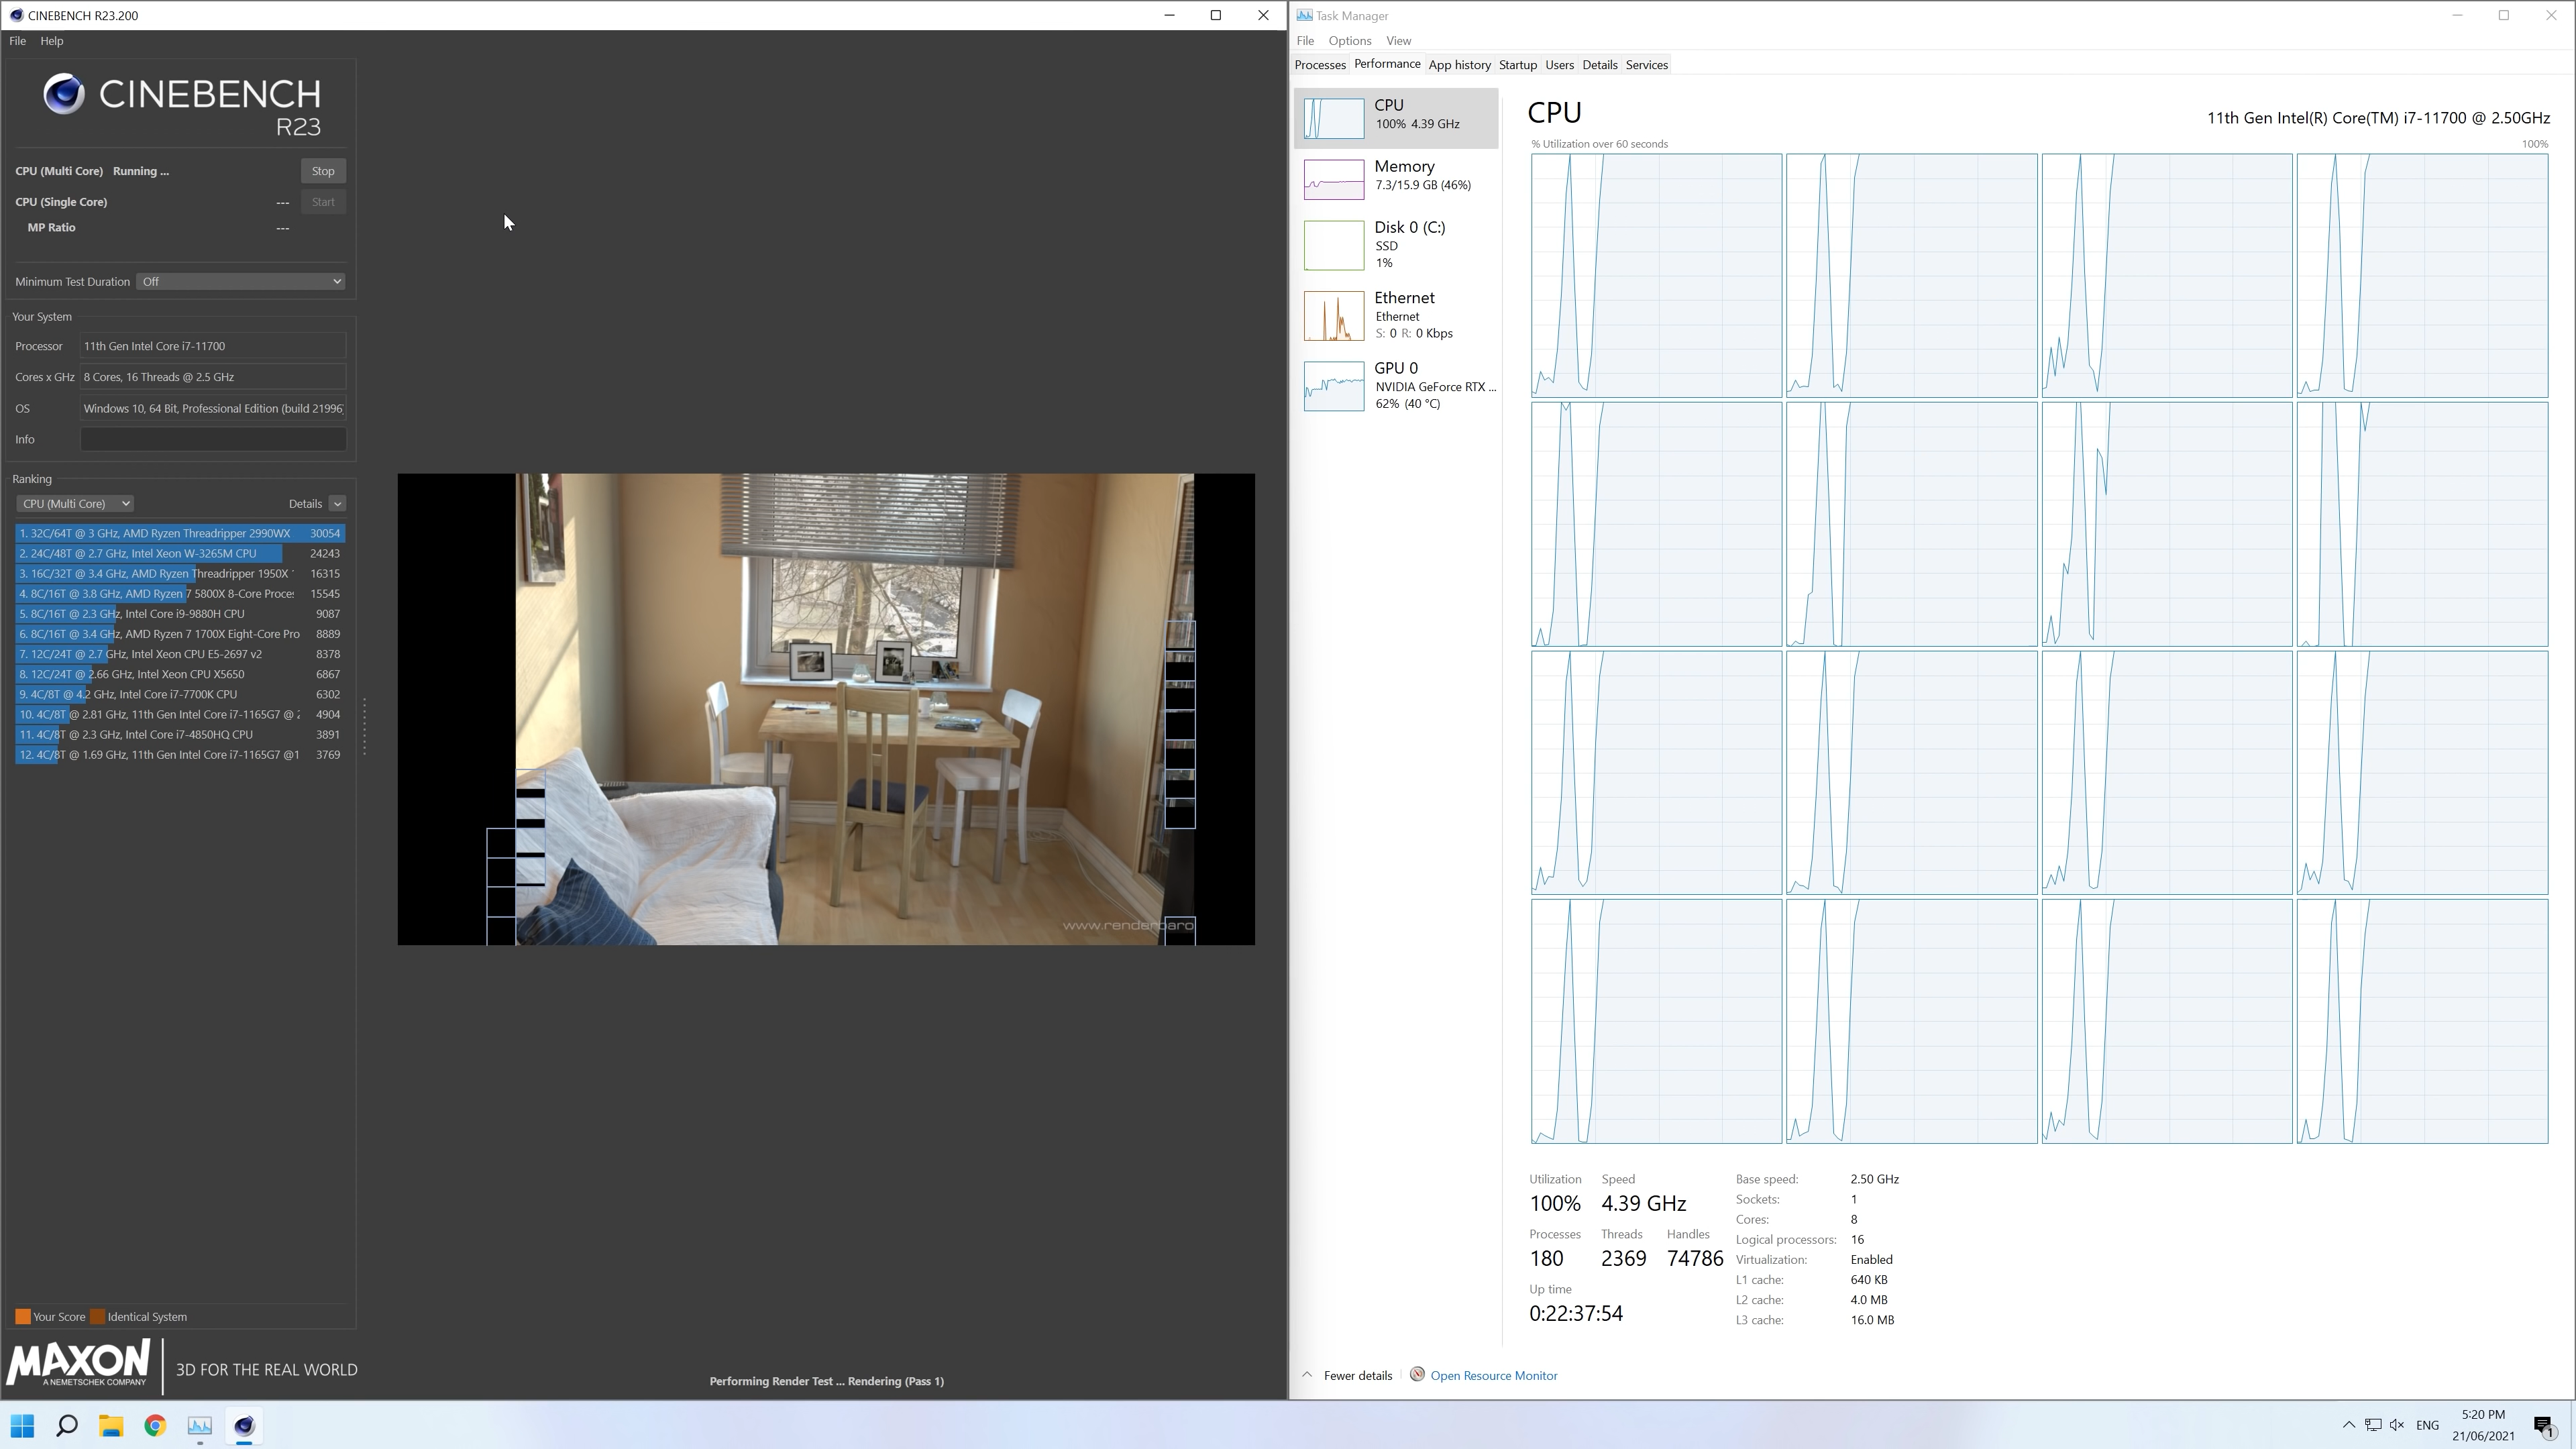 CINEBENCH R23.200
File Help
CINEBENCH
R23
CPU (Multi Core) Running ... Stop
CPU (Single Core) --- Start
MP Ratio ---
Minimum Test Duration Off
Your System
Processor 11th Gen Intel Core i7-11700
Cores x GHz 8 Cores, 16 Threads @ 2.5 GHz
OS Windows 10, 64 Bit, Professional Edition (build 21996)
Info
Ranking
CPU (Multi Core) Details
1. 32C/64T @ 3 GHz, AMD Ryzen Threadripper 2990WX 30054
2. 24C/48T @ 2.7 GHz, Intel Xeon W-3265M CPU 24243
3. 16C/32T @ 3.4 GHz, AMD Ryzen Threadripper 1950X 16315
4. 8C/16T @ 3.8 GHz, AMD Ryzen 7 5800X 8-Core Proces 15545
5. 8C/16T @ 2.3 GHz, Intel Core i9-9880H CPU 9087
6. 8C/16T @ 3.4 GHz, AMD Ryzen 7 1700X Eight-Core Pro 8889
7. 12C/24T @ 2.7 GHz, Intel Xeon CPU E5-2697 v2 8378
8. 12C/24T @ 2.66 GHz, Intel Xeon CPU X5650 6867
9. 4C/8T @ 4.2 GHz, Intel Core i7-7700K CPU 6302
10. 4C/8T @ 2.81 GHz, 11th Gen Intel Core i7-1165G7 @ 2 4904
11. 4C/8T @ 2.3 GHz, Intel Core i7-4850HQ CPU 3891
12. 4C/8T @ 1.69 GHz, 11th Gen Intel Core i7-1165G7 @1 3769
Your Score Identical System
MAXON
A NEMETSCHEK COMPANY
3D FOR THE REAL WORLD
www.renderbaro
Performing Render Test ... Rendering (Pass 1)
Task Manager
File Options View
Processes Performance App history Startup Users Details Services
CPU
100% 4.39 GHz
Memory
7.3/15.9 GB (46%)
Disk 0 (C:)
SSD
1%
Ethernet
Ethernet
S: 0 R: 0 Kbps
GPU 0
NVIDIA GeForce RTX ...
62% (40 °C)
CPU 11th Gen Intel(R) Core(TM) i7-11700 @ 2.50GHz
% Utilization over 60 seconds 100%
Utilization Speed
100% 4.39 GHz
Processes Threads Handles
180 2369 74786
Up time
0:22:37:54
Base speed: 2.50 GHz
Sockets: 1
Cores: 8
Logical processors: 16
Virtualization: Enabled
L1 cache: 640 KB
L2 cache: 4.0 MB
L3 cache: 16.0 MB
Fewer details Open Resource Monitor
ENG
5:20 PM
21/06/2021
1